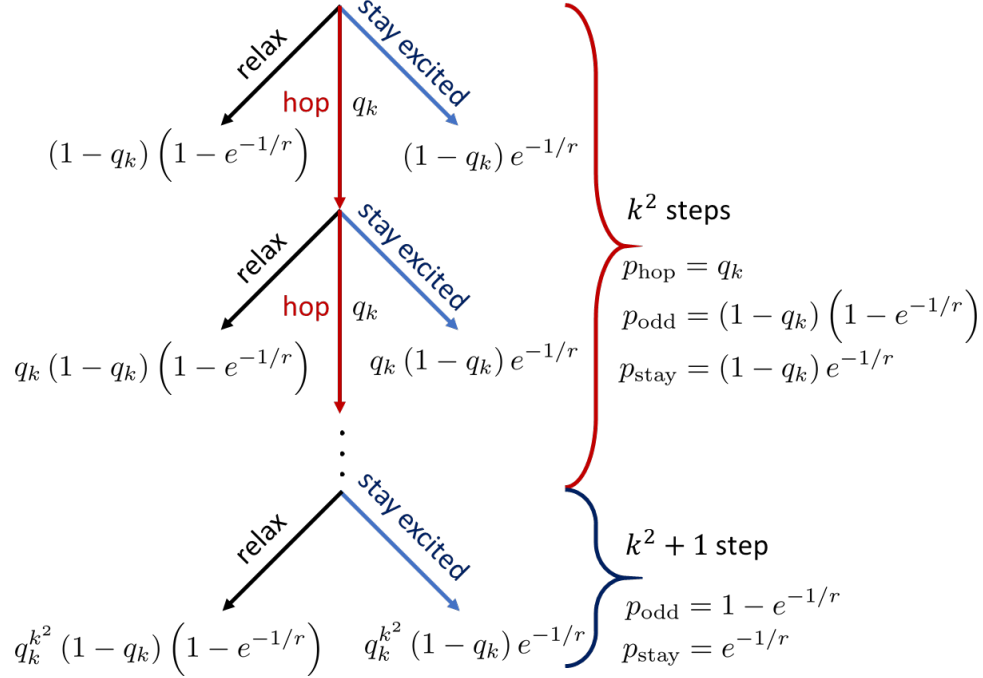 relax
stay excited
hop
q_k
(1 − q_k) (1 − e^{−1/r})
(1 − q_k) e^{−1/r}
relax
stay excited
hop
q_k
q_k (1 − q_k) (1 − e^{−1/r})
q_k (1 − q_k) e^{−1/r}
⋮
relax
stay excited
q_k^{k^2} (1 − q_k) (1 − e^{−1/r})
q_k^{k^2} (1 − q_k) e^{−1/r}
k^2 steps
p_hop = q_k
p_odd = (1 − q_k) (1 − e^{−1/r})
p_stay = (1 − q_k) e^{−1/r}
k^2 + 1 step
p_odd = 1 − e^{−1/r}
p_stay = e^{−1/r}